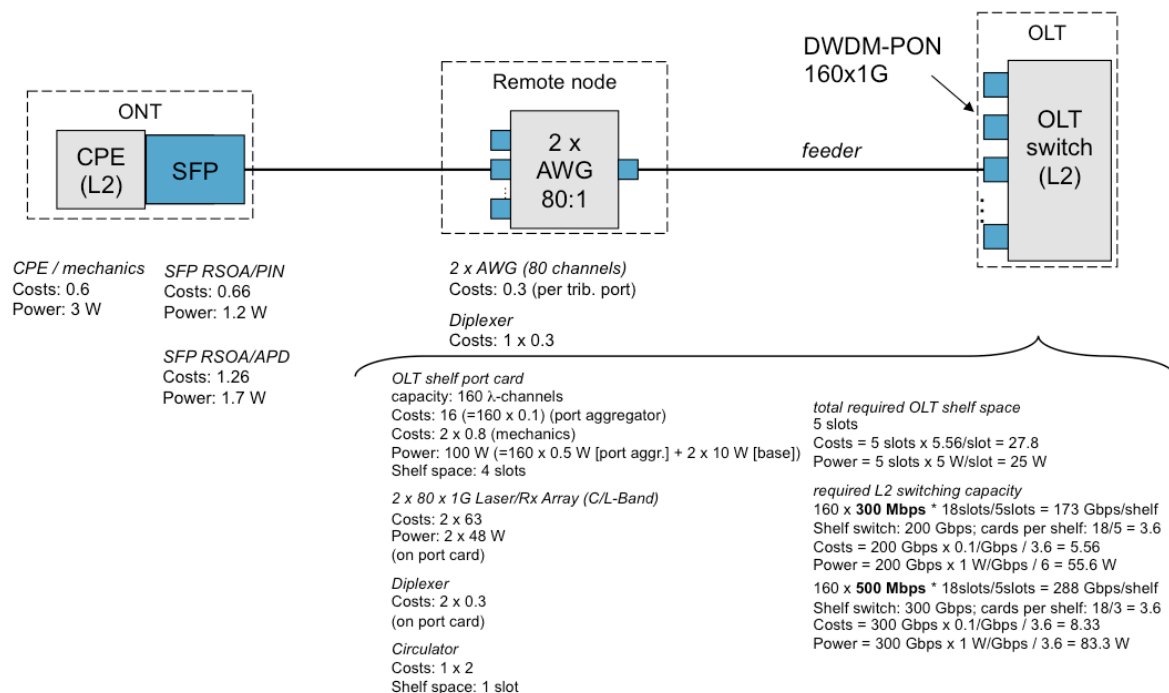 OLT
DWDM-PON
160x1G
Remote node
ONT
CPE
(L2)
SFP
2 x
AWG
80:1
feeder
OLT
switch
(L2)
CPE / mechanics
Costs: 0.6
Power: 3 W
SFP RSOA/PIN
Costs: 0.66
Power: 1.2 W
SFP RSOA/APD
Costs: 1.26
Power: 1.7 W
2 x AWG (80 channels)
Costs: 0.3 (per trib. port)
Diplexer
Costs: 1 x 0.3
OLT shelf port card
capacity: 160 λ-channels
Costs: 16 (=160 x 0.1) (port aggregator)
Costs: 2 x 0.8 (mechanics)
Power: 100 W (=160 x 0.5 W [port aggr.] + 2 x 10 W [base])
Shelf space: 4 slots
2 x 80 x 1G Laser/Rx Array (C/L-Band)
Costs: 2 x 63
Power: 2 x 48 W
(on port card)
Diplexer
Costs: 2 x 0.3
(on port card)
Circulator
Costs: 1 x 2
Shelf space: 1 slot
total required OLT shelf space
5 slots
Costs = 5 slots x 5.56/slot = 27.8
Power = 5 slots x 5 W/slot = 25 W
required L2 switching capacity
160 x 300 Mbps * 18slots/5slots = 173 Gbps/shelf
Shelf switch: 200 Gbps; cards per shelf: 18/5 = 3.6
Costs = 200 Gbps x 0.1/Gbps / 3.6 = 5.56
Power = 200 Gbps x 1 W/Gbps / 6 = 55.6 W
160 x 500 Mbps * 18slots/5slots = 288 Gbps/shelf
Shelf switch: 300 Gbps; cards per shelf: 18/3 = 3.6
Costs = 300 Gbps x 0.1/Gbps / 3.6 = 8.33
Power = 300 Gbps x 1 W/Gbps / 3.6 = 83.3 W